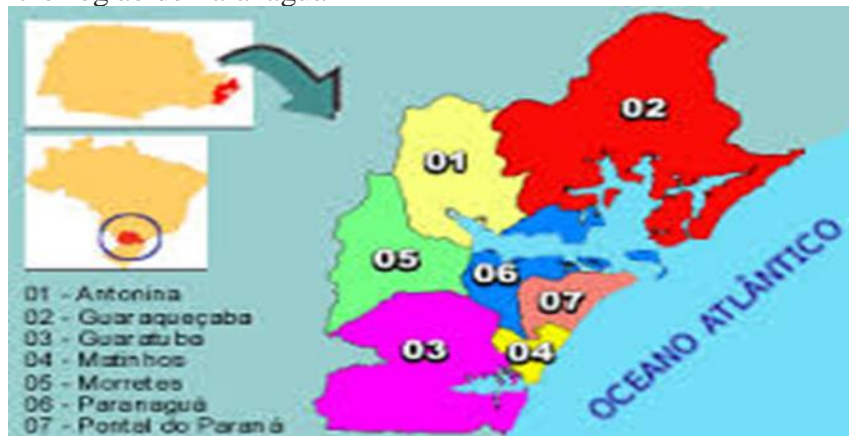 01
02
05
06
07
03
04
OCEANO ATLÂNTICO
01 - Antonina
02 - Guaraqueçaba
03 - Guaratuba
04 - Matinhos
05 - Morretes
06 - Paranaguá
07 - Pontal do Paraná